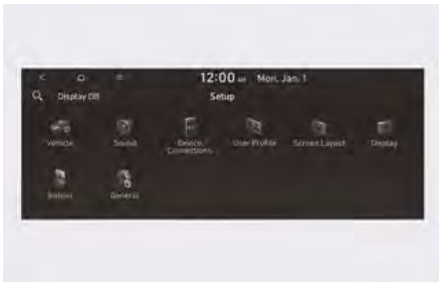 12:00 AM Mon. Jan. 1
Display Off
Setup
Vehicle
Sound
Device
Connections
User Profile
Screen Layout
Display
Button
General